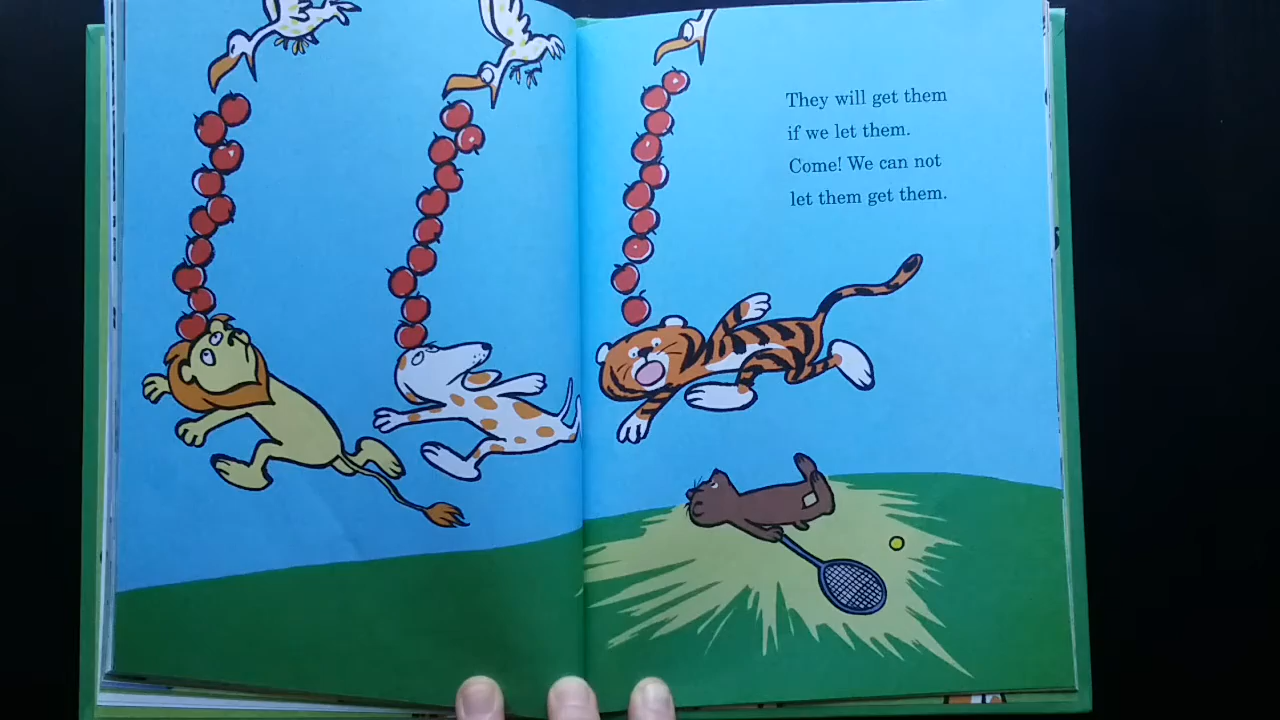 They will get them
if we let them.
Come! We can not
let them get them.